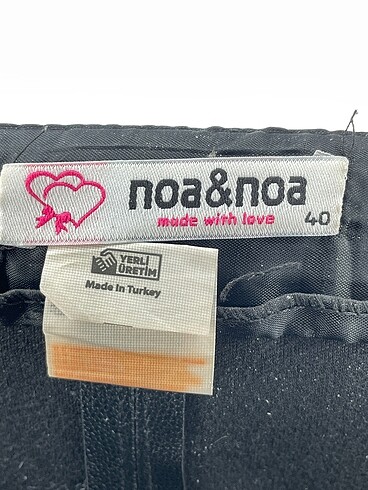 noa&noa
made with love 40
YERLİ
ÜRETİM
Made In Turkey